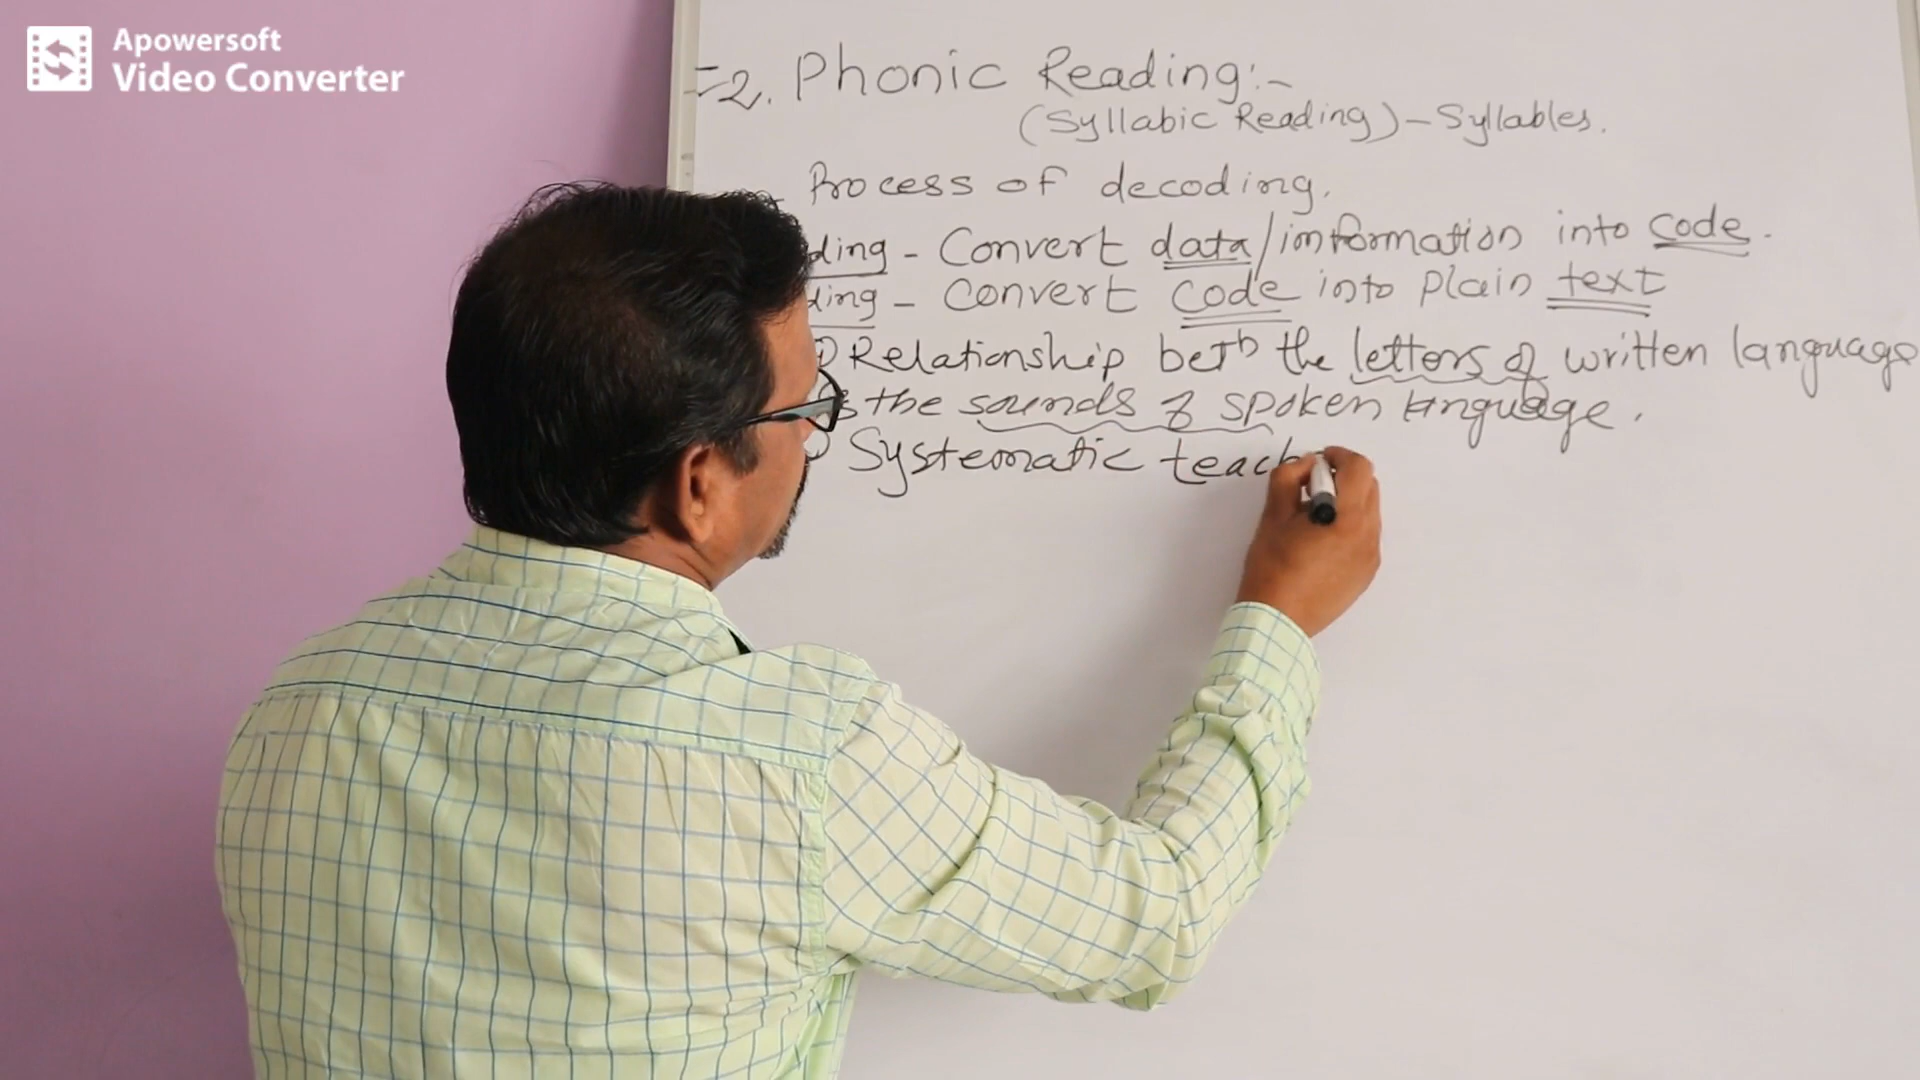 Apowersoft
Video Converter
2. Phonic Reading:-
(Syllabic Reading) - Syllables.
Process of decoding.
ding - Convert data/information into code.
ding - Convert code into plain text
Relationship betn the letters of written language
the sounds of spoken language.
Systematic teach